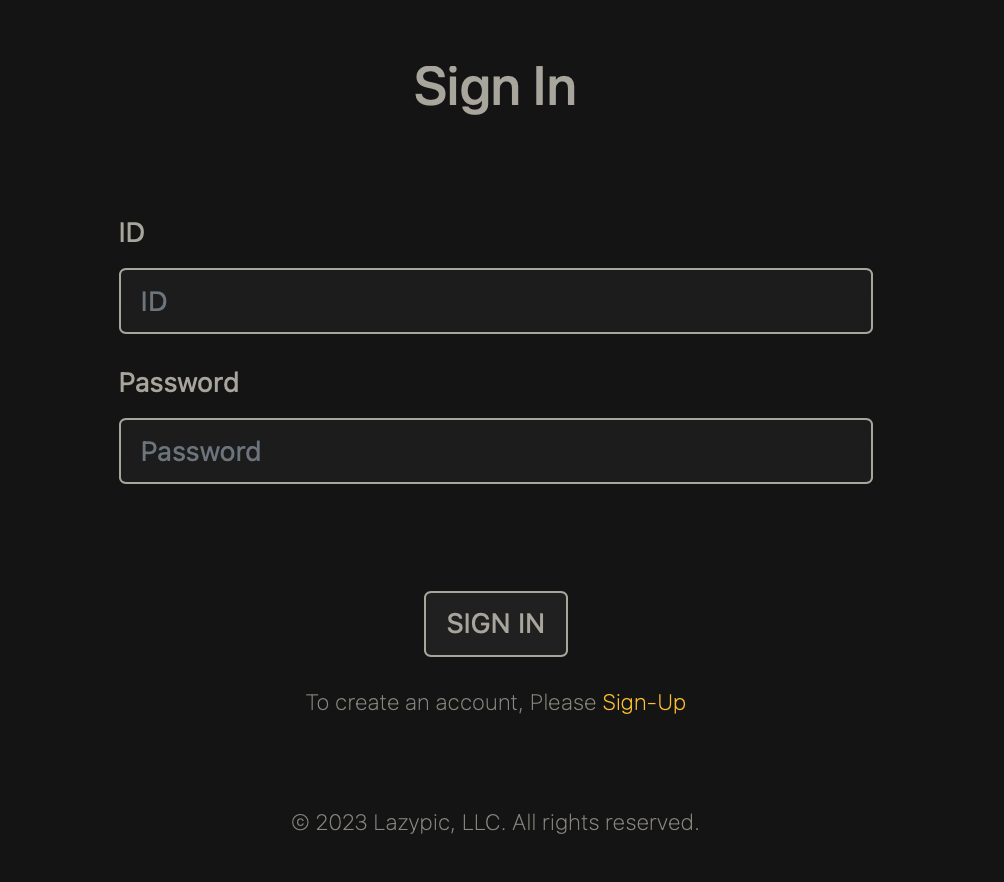 Sign In
ID
ID
Password
Password
SIGN IN
To create an account, Please Sign-Up
© 2023 Lazypic, LLC. All rights reserved.